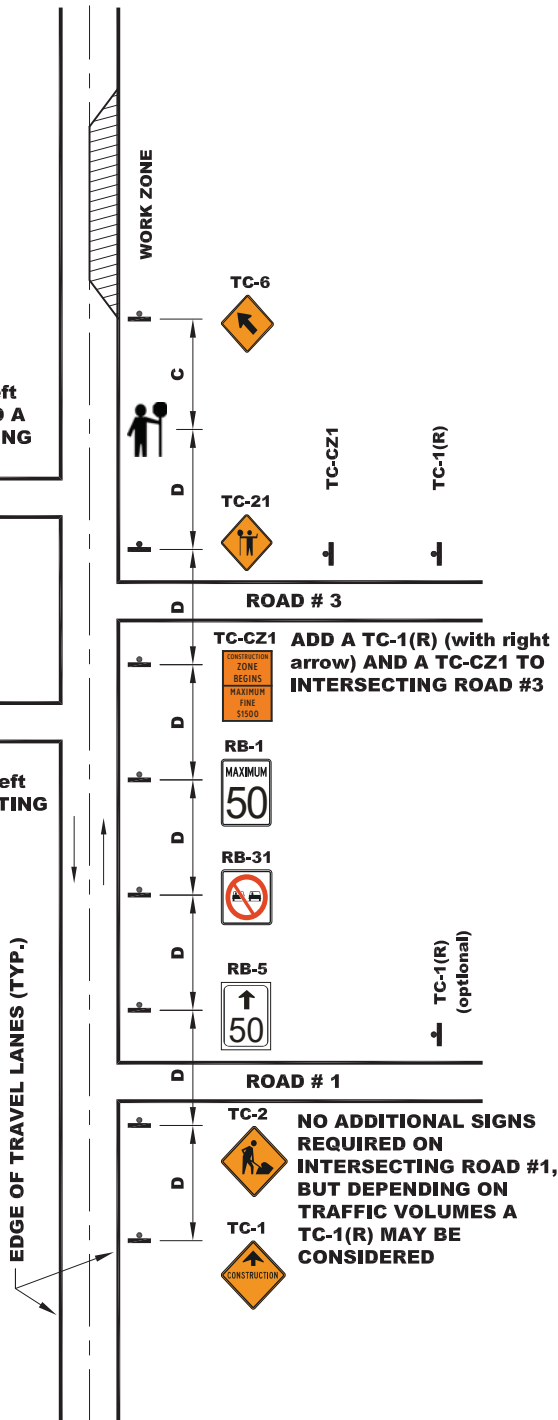 WORK ZONE
TC-6
C
eft
D A
NG
TC-CZ1
TC-1(R)
D
TC-21
D
ROAD # 3
TC-CZ1
CONSTRUCTION
ZONE
BEGINS
MAXIMUM
FINE
$1500
ADD A TC-1(R) (with right
arrow) AND A TC-CZ1 TO
INTERSECTING ROAD #3
D
RB-1
MAXIMUM
50
eft
TING
D
RB-31
D
RB-5
50
TC-1(R)
(optional)
EDGE OF TRAVEL LANES (TYP.)
D
ROAD # 1
TC-2
NO ADDITIONAL SIGNS
REQUIRED ON
INTERSECTING ROAD #1,
BUT DEPENDING ON
TRAFFIC VOLUMES A
TC-1(R) MAY BE
CONSIDERED
D
TC-1
CONSTRUCTION